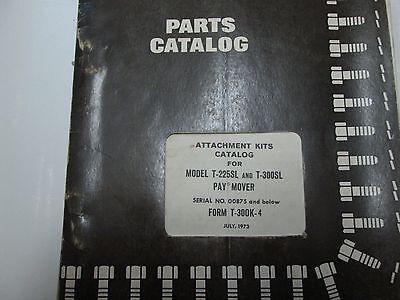 PARTS
CATALOG
ATTACHMENT KITS
CATALOG
FOR
MODEL T-225SL AND T-300SL
PAY® MOVER
SERIAL NO. 00875 and below
FORM T-300K-4
JULY, 1973